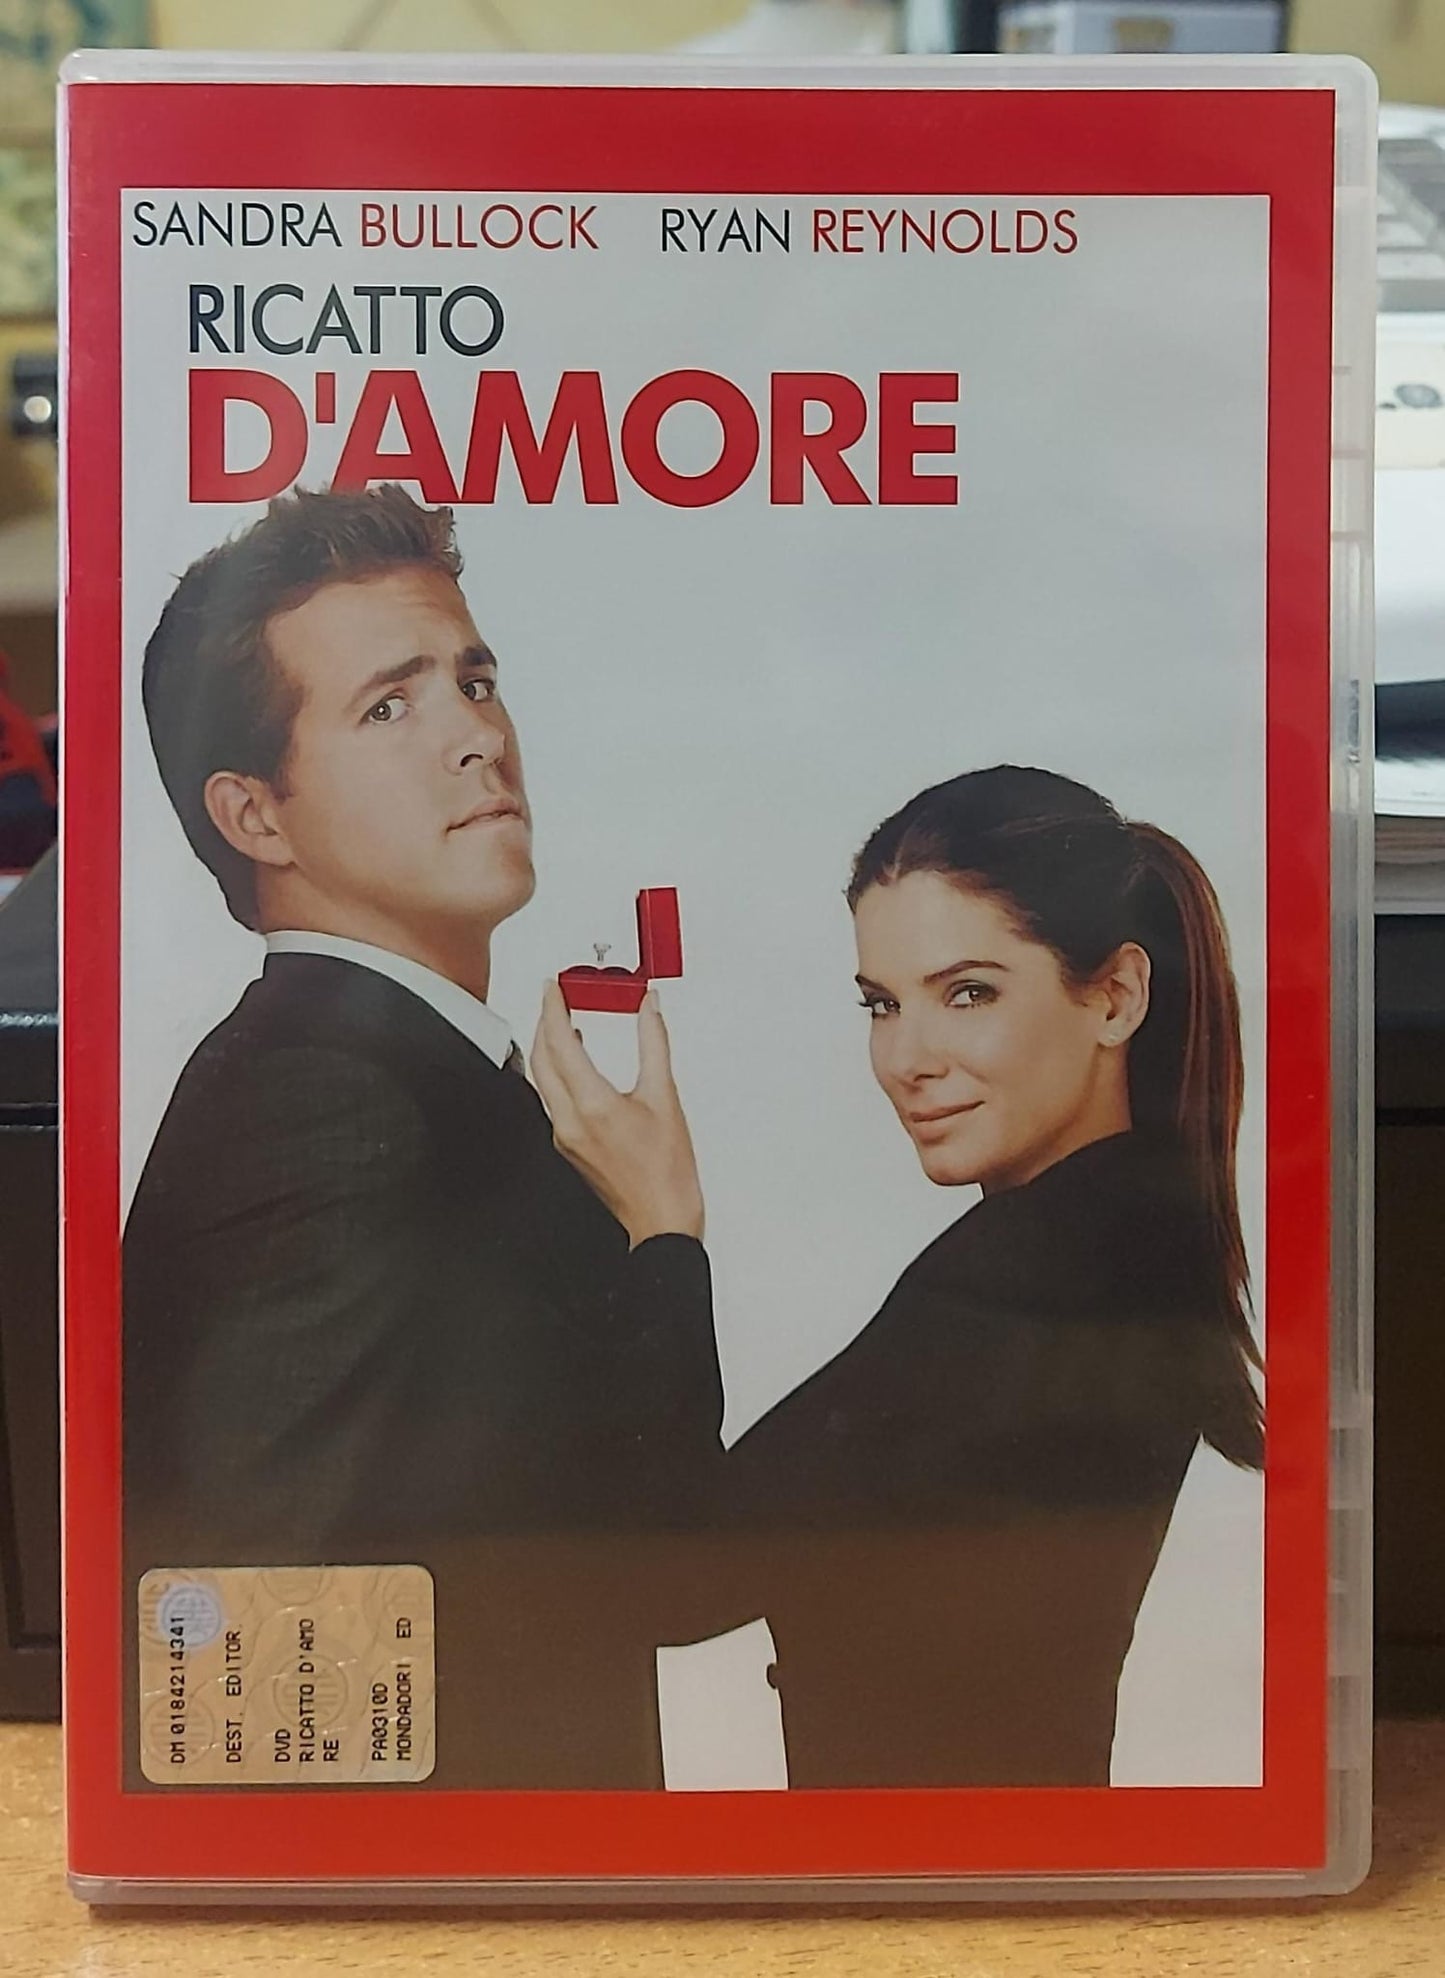 SANDRA BULLOCK RYAN REYNOLDS
RICATTO
D'AMORE
DM 0184214341
DEST. EDITOR.
DVD
RICATTO D'AMO
RE
PA0310D
MONDADORI ED